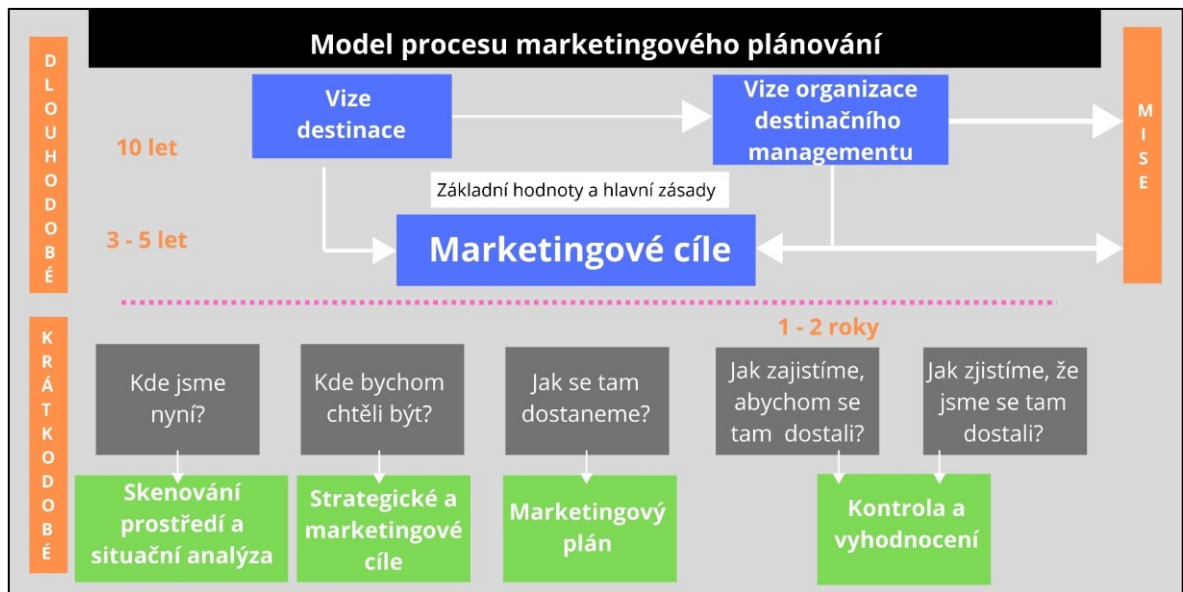 Model procesu marketingového plánování
DLOUHODOBÉ
MISE
Vize
destinace
Vize organizace
destinačního
managementu
10 let
Základní hodnoty a hlavní zásady
3 - 5 let
Marketingové cíle
KRÁTKODOBÉ
1 - 2 roky
Kde jsme
nyní?
Kde bychom
chtěli být?
Jak se tam
dostaneme?
Jak zajistíme,
abychom se
tam dostali?
Jak zjistíme, že
jsme se tam
dostali?
Skenování
prostředí a
situační analýza
Strategické a
marketingové
cíle
Marketingový
plán
Kontrola a
vyhodnocení